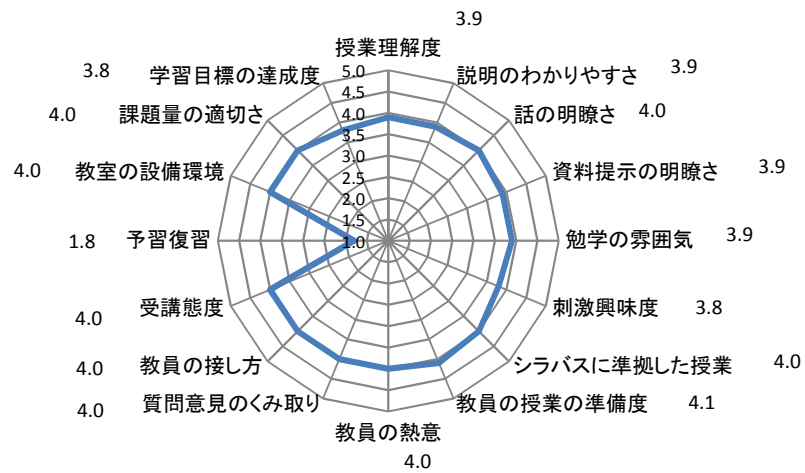 3.9
授業理解度
3.8 学習目標の達成度 説明のわかりやすさ 3.9
4.0 課題量の適切さ 話の明瞭さ 4.0
4.0 教室の設備環境 資料提示の明瞭さ 3.9
1.8 予習復習 勉学の雰囲気 3.9
4.0 受講態度 刺激興味度 3.8
4.0 教員の接し方 シラバスに準拠した授業 4.0
4.0 質問意見のくみ取り 教員の授業の準備度 4.1
教員の熱意
4.0
5.0
4.5
4.0
3.5
3.0
2.5
2.0
1.5
1.0